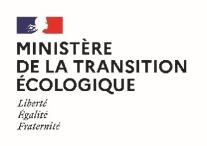 MINISTÈRE
DE LA TRANSITION
ÉCOLOGIQUE
Liberté
Égalité
Fraternité